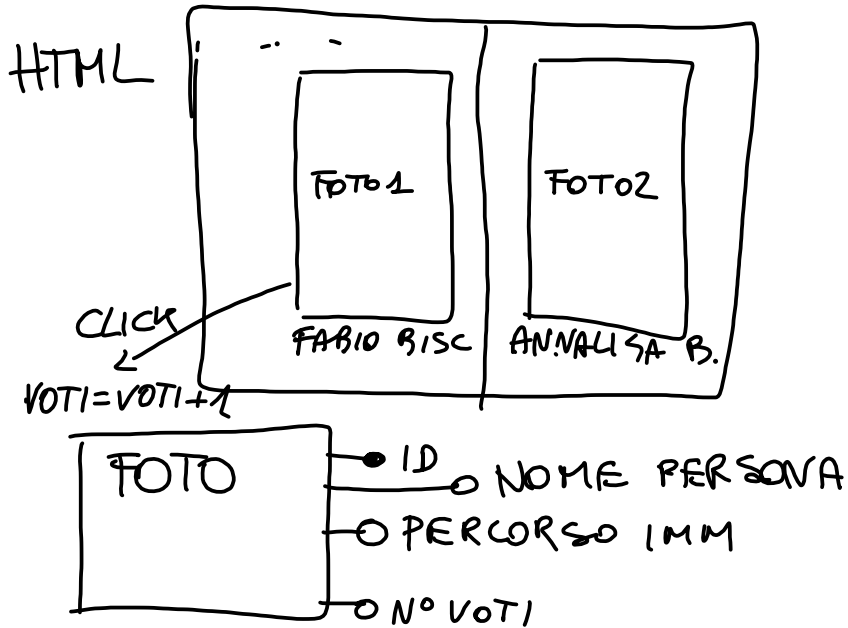 HTML
FOTO1
FOTO2
CLICK
FABIO BISC
ANNALISA B.
VOTI=VOTI+1
FOTO
ID
NOME PERSONA
PERCORSO IMM
N° VOTI